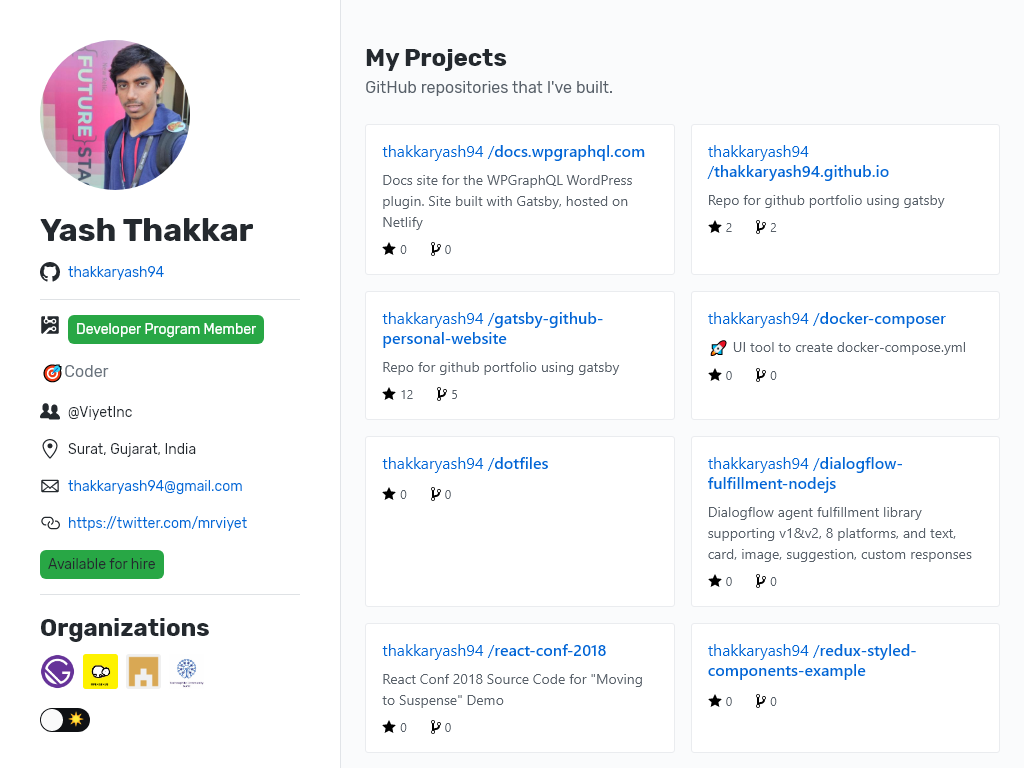 FUTURE STA
Yash Thakkar
thakkaryash94
Developer Program Member
Coder
@ViyetInc
Surat, Gujarat, India
thakkaryash94@gmail.com
https://twitter.com/mrviyet
Available for hire
Organizations
My Projects
GitHub repositories that I've built.
thakkaryash94 /docs.wpgraphql.com
Docs site for the WPGraphQL WordPress
plugin. Site built with Gatsby, hosted on
Netlify
0 0
thakkaryash94
/thakkaryash94.github.io
Repo for github portfolio using gatsby
2 2
thakkaryash94 /gatsby-github-
personal-website
Repo for github portfolio using gatsby
12 5
thakkaryash94 /docker-composer
🚀 UI tool to create docker-compose.yml
0 0
thakkaryash94 /dotfiles
0 0
thakkaryash94 /dialogflow-
fulfillment-nodejs
Dialogflow agent fulfillment library
supporting v1&v2, 8 platforms, and text,
card, image, suggestion, custom responses
0 0
thakkaryash94 /react-conf-2018
React Conf 2018 Source Code for "Moving
to Suspense" Demo
0 0
thakkaryash94 /redux-styled-
components-example
0 0